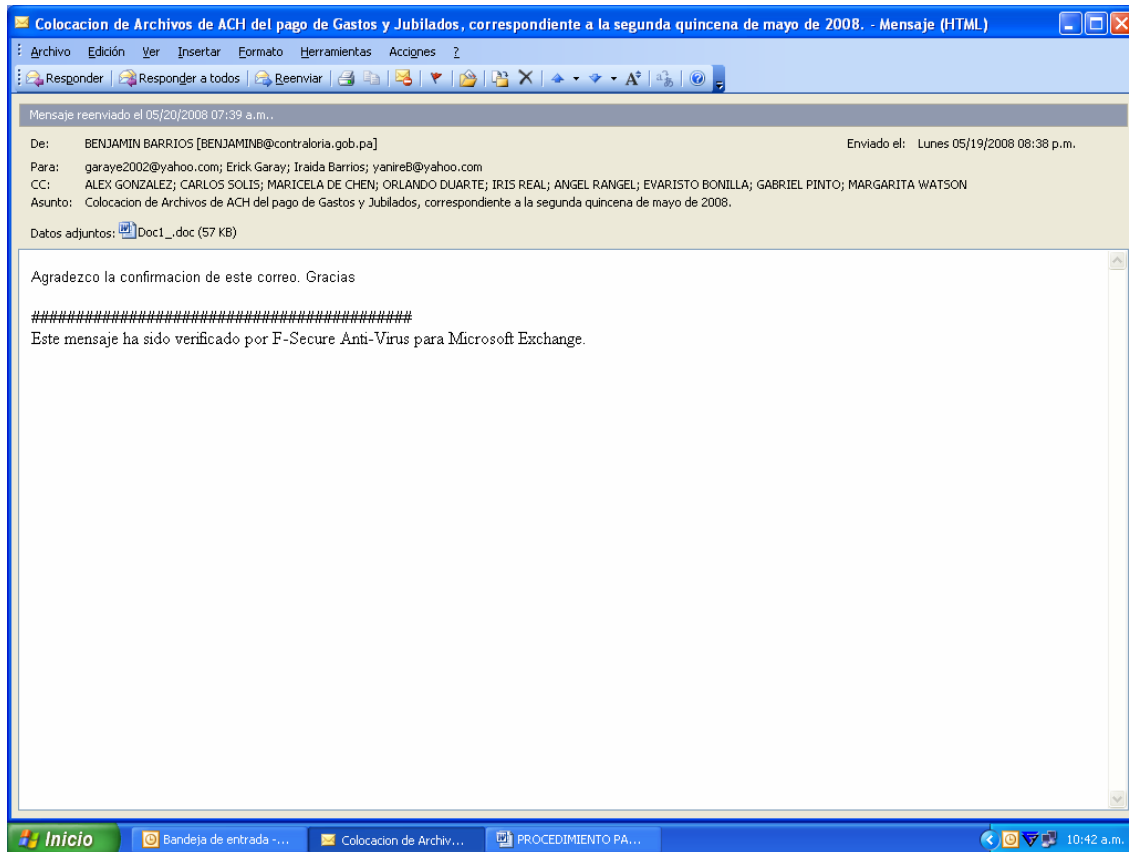 Colocacion de Archivos de ACH del pago de Gastos y Jubilados, correspondiente a la segunda quincena de mayo de 2008. - Mensaje (HTML)
Archivo Edición Ver Insertar Formato Herramientas Acciones ?
Responder Responder a todos Reenviar
Mensaje reenviado el 05/20/2008 07:39 a.m..
De: BENJAMIN BARRIOS [BENJAMINB@contraloria.gob.pa] Enviado el: Lunes 05/19/2008 08:38 p.m.
Para: garaye2002@yahoo.com; Erick Garay; Iraida Barrios; yanireB@yahoo.com
CC: ALEX GONZALEZ; CARLOS SOLIS; MARICELA DE CHEN; ORLANDO DUARTE; IRIS REAL; ANGEL RANGEL; EVARISTO BONILLA; GABRIEL PINTO; MARGARITA WATSON
Asunto: Colocacion de Archivos de ACH del pago de Gastos y Jubilados, correspondiente a la segunda quincena de mayo de 2008.
Datos adjuntos: Doc1_.doc (57 KB)
Agradezco la confirmacion de este correo. Gracias
###########################################
Este mensaje ha sido verificado por F-Secure Anti-Virus para Microsoft Exchange.
Inicio Bandeja de entrada -... Colocacion de Archiv... PROCEDIMIENTO PA... 10:42 a.m.